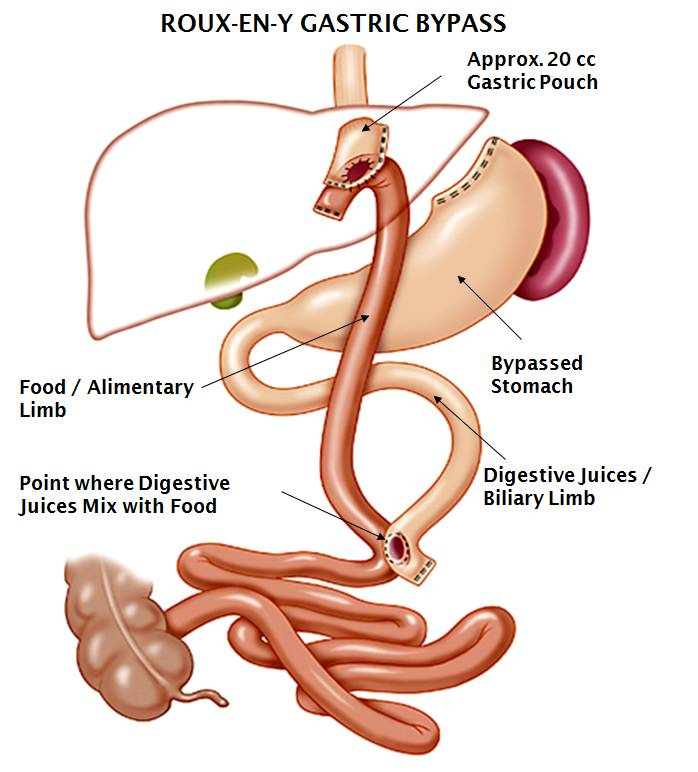 ROUX-EN-Y GASTRIC BYPASS
Approx. 20 cc
Gastric Pouch
Bypassed
Stomach
Food / Alimentary
Limb
Digestive Juices /
Biliary Limb
Point where Digestive
Juices Mix with Food